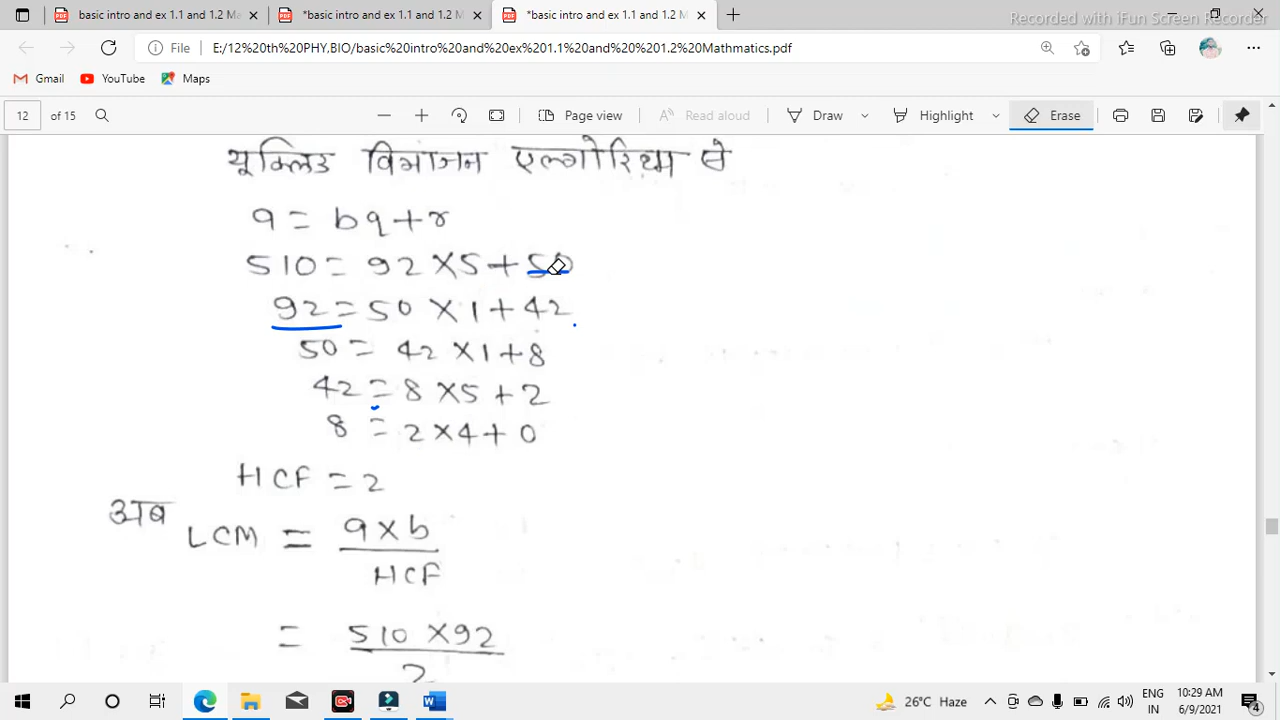 basic intro and ex 1.1 and 1.2 M
*basic intro and ex 1.1 and 1.2 M
*basic intro and ex 1.1 and 1.2 M
Recorded with iFun Screen Recorder
File
E:/12%20th%20PHY.BIO/basic%20intro%20and%20ex%201.1%20and%20%201.2%20Mathmatics.pdf
Gmail YouTube Maps
12 of 15 Page view Read aloud Draw Highlight Erase
यूक्लिड विभाजन एल्गोरिथम से
a = bq+r
510 = 92 ×5+50
92 = 50 ×1+42
50 = 42 ×1+8
42 = 8 ×5 + 2
8 = 2×4+ 0
HCF = 2
अब
LCM = a×b
HCF
= 510 ×92
2
26°C Haze
ENG
IN
10:29 AM
6/9/2021
4